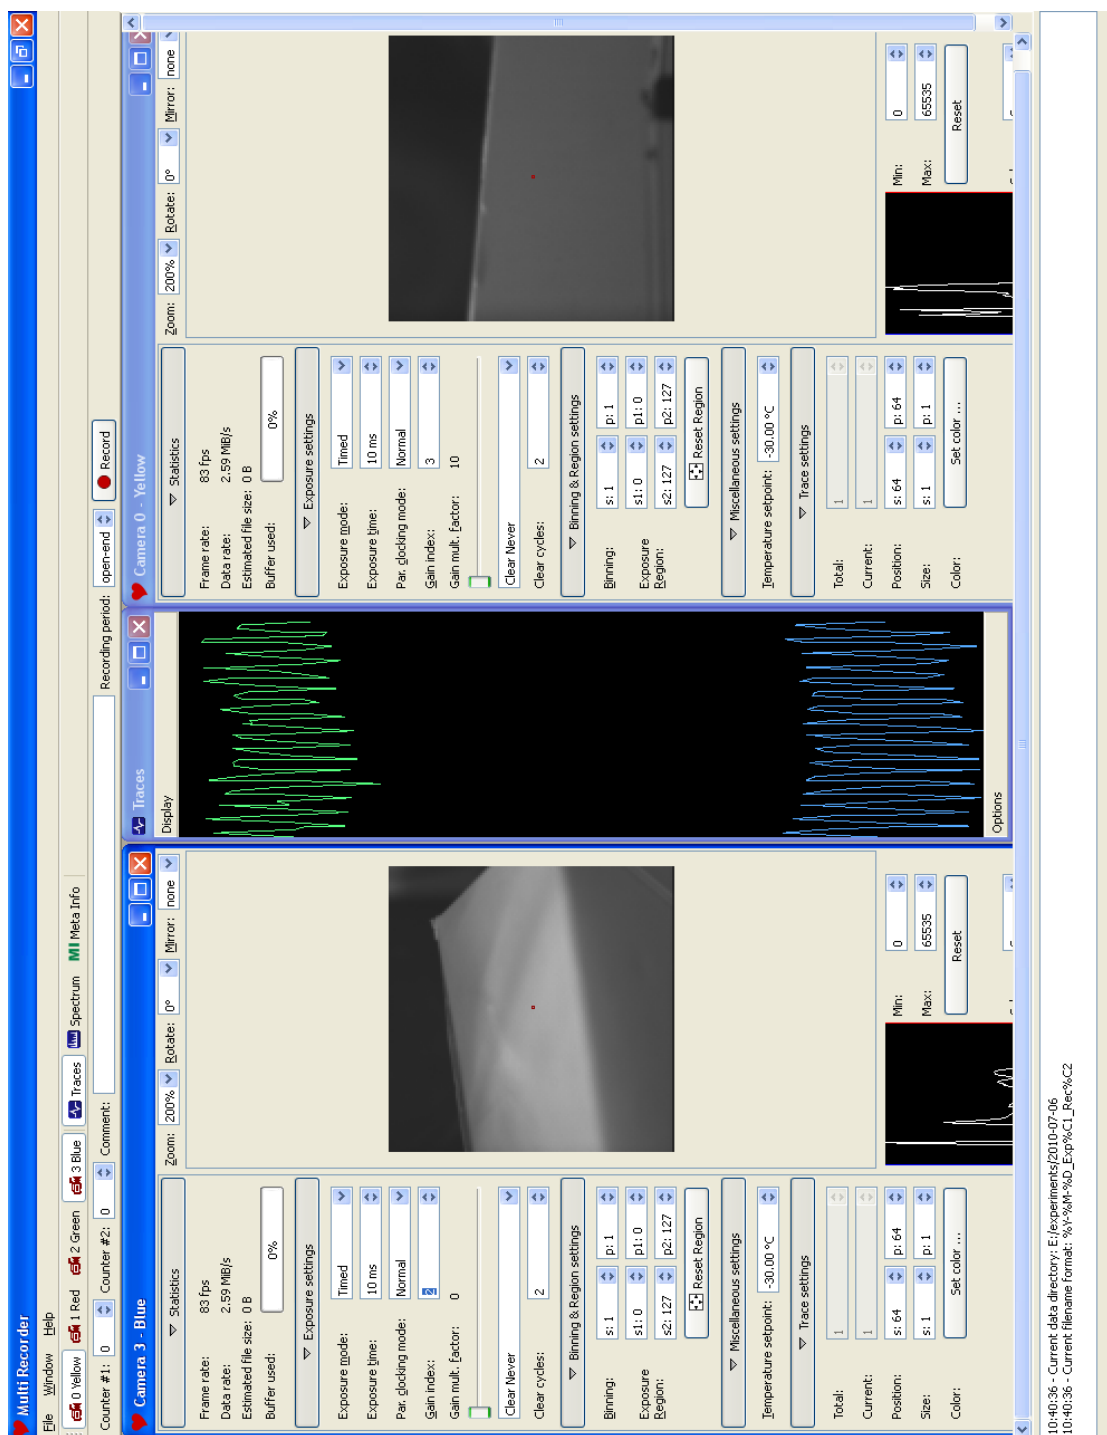 Multi Recorder
File Window Help
0 Yellow 1 Red 2 Green 3 Blue Traces Spectrum MI Meta Info
Counter #1: 0 Counter #2: 0 Comment: Recording period: open-end Record
Camera 3 - Blue
Statistics
Frame rate: 83 fps
Data rate: 2.59 MB/s
Estimated file size: 0 B
Buffer used: 0%
Exposure settings
Exposure mode: Timed
Exposure time: 10 ms
Par. clocking mode: Normal
Gain index: 2
Gain mult. factor: 0
Clear Never
Clear cycles: 2
Binning & Region settings
Binning: s: 1 p: 1
Exposure s1: 0 p1: 0
Region: s2: 127 p2: 127
Reset Region
Miscellaneous settings
Temperature setpoint: -30.00 °C
Trace settings
Total: 1
Current: 1
Position: s: 64 p: 64
Size: s: 1 p: 1
Color: Set color ...
Zoom: 200% Rotate: 0° Mirror: none
Min: 0
Max: 65535
Reset
Traces
Display
Options
Camera 0 - Yellow
Statistics
Frame rate: 83 fps
Data rate: 2.59 MB/s
Estimated file size: 0 B
Buffer used: 0%
Exposure settings
Exposure mode: Timed
Exposure time: 10 ms
Par. clocking mode: Normal
Gain index: 3
Gain mult. factor: 10
Clear Never
Clear cycles: 2
Binning & Region settings
Binning: s: 1 p: 1
Exposure s1: 0 p1: 0
Region: s2: 127 p2: 127
Reset Region
Miscellaneous settings
Temperature setpoint: -30.00 °C
Trace settings
Total: 1
Current: 1
Position: s: 64 p: 64
Size: s: 1 p: 1
Color: Set color ...
Zoom: 200% Rotate: 0° Mirror: none
Min: 0
Max: 65535
Reset
10:40:36 - Current data directory: E:/experiments/2010-07-06
10:40:36 - Current filename format: %Y-%M-%D_Exp%C1_Rec%C2